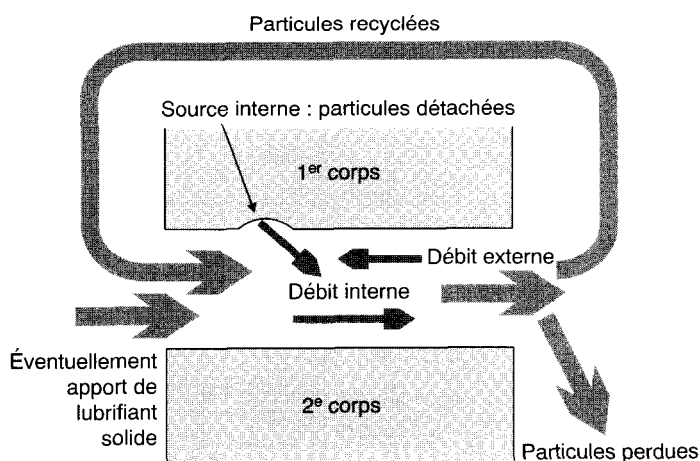 Particules recyclées
Source interne : particules détachées
1er corps
Débit externe
Débit interne
Éventuellement
apport de
lubrifiant
solide
2e corps
Particules perdues